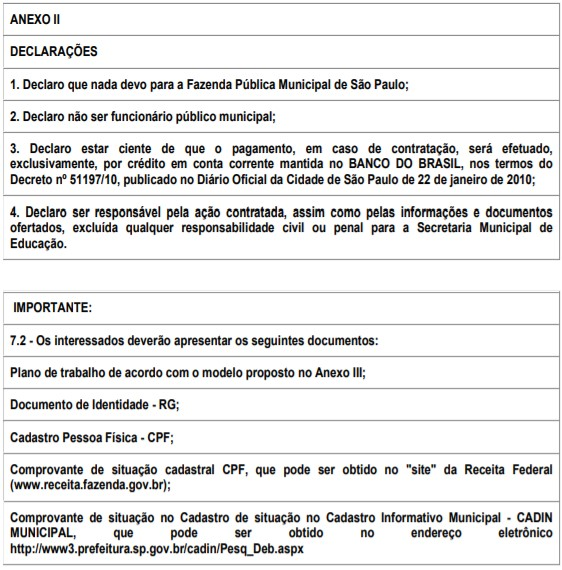 ANEXO II
DECLARAÇÕES
1. Declaro que nada devo para a Fazenda Pública Municipal de São Paulo;
2. Declaro não ser funcionário público municipal;
3. Declaro estar ciente de que o pagamento, em caso de contratação, será efetuado,
exclusivamente, por crédito em conta corrente mantida no BANCO DO BRASIL, nos termos do
Decreto nº 51197/10, publicado no Diário Oficial da Cidade de São Paulo de 22 de janeiro de 2010;
4. Declaro ser responsável pela ação contratada, assim como pelas informações e documentos
ofertados, excluída qualquer responsabilidade civil ou penal para a Secretaria Municipal de
Educação.
IMPORTANTE:
7.2 - Os interessados deverão apresentar os seguintes documentos:
Plano de trabalho de acordo com o modelo proposto no Anexo III;
Documento de Identidade - RG;
Cadastro Pessoa Física - CPF;
Comprovante de situação cadastral CPF, que pode ser obtido no "site" da Receita Federal
(www.receita.fazenda.gov.br);
Comprovante de situação no Cadastro de situação no Cadastro Informativo Municipal - CADIN
MUNICIPAL, que pode ser obtido no endereço eletrônico
http://www3.prefeitura.sp.gov.br/cadin/Pesq_Deb.aspx